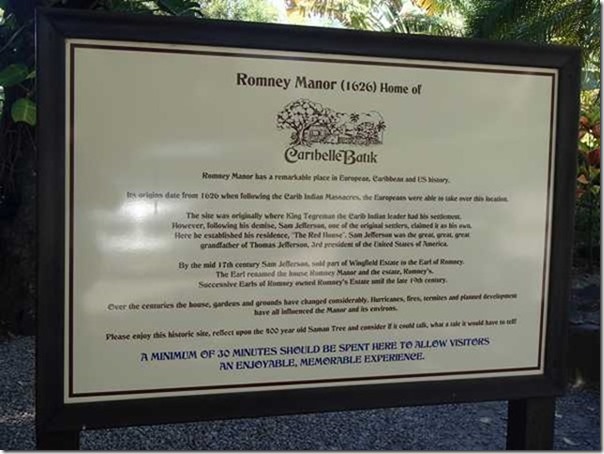 Romney Manor (1626) Home of
Caribelle Batik
Romney Manor has a remarkable place in European, Caribbean and US history.
Its origins date from 1626 when following the Carib Indian Massacres, the Europeans were able to take over this location.
The site was originally where King Tegreman the Carib Indian leader had his settlement.
However, following his demise, Sam Jefferson, one of the original settlers, claimed it as his own.
Here he established his residence, 'The Red House'. Sam Jefferson was the great, great, great
grandfather of Thomas Jefferson, 3rd president of the United States of America.
By the mid 17th century Sam Jefferson, sold part of Wingfield Estate to the Earl of Romney.
The Earl renamed the house Romney Manor and the estate, Romney's.
Successive Earls of Romney owned Romney's Estate until the late 19th century.
Over the centuries the house, gardens and grounds have changed considerably. Hurricanes, fires, termites and planned development
have all influenced the Manor and its environs.
Please enjoy this historic site, reflect upon the 400 year old Saman Tree and consider if it could talk, what a tale it would have to tell!
A MINIMUM OF 30 MINUTES SHOULD BE SPENT HERE TO ALLOW VISITORS
AN ENJOYABLE, MEMORABLE EXPERIENCE.